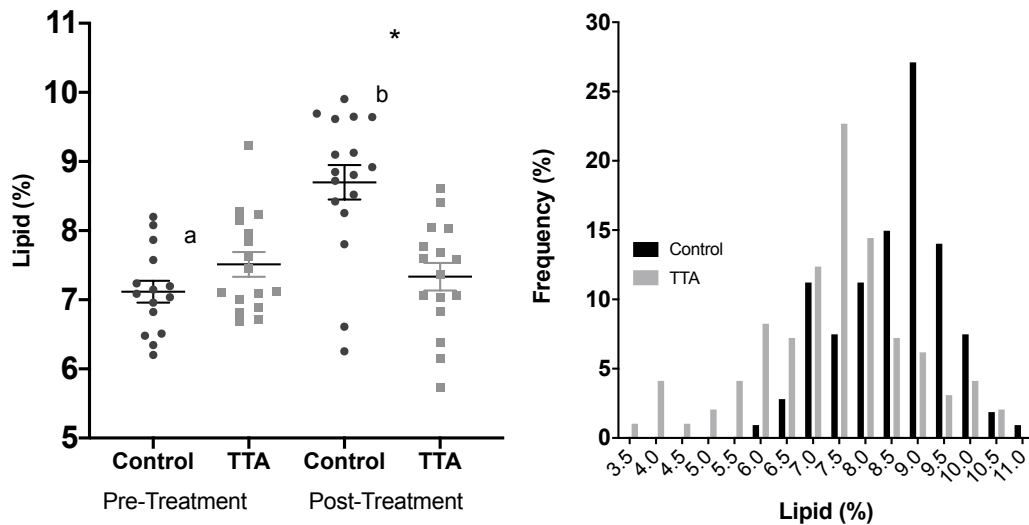 11
10
9
8
7
6
5
Lipid (%)
*
b
a
Control TTA Control TTA
Pre-Treatment Post-Treatment
30
25
20
15
10
5
0
Frequency (%)
Control
TTA
3.5 4.0 4.5 5.0 5.5 6.0 6.5 7.0 7.5 8.0 8.5 9.0 9.5 10.0 10.5 11.0
Lipid (%)